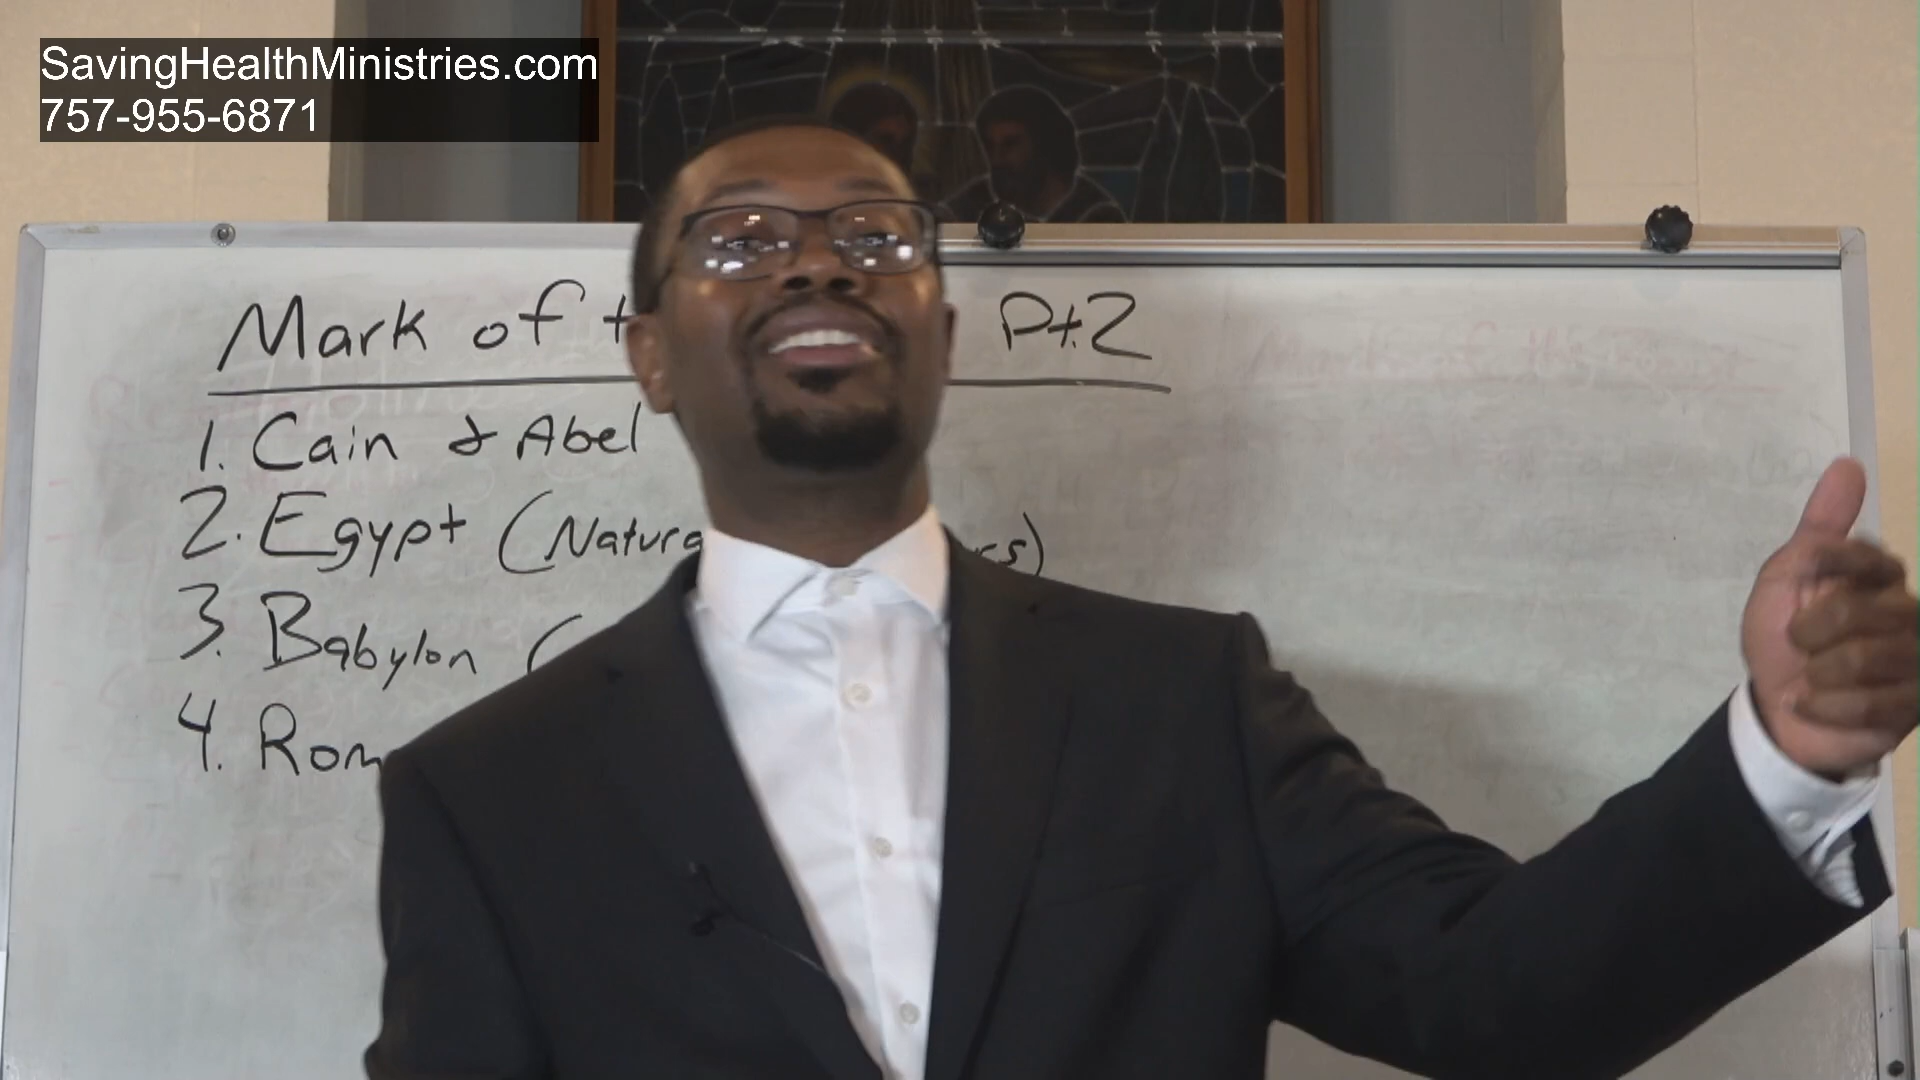 SavingHealthMinistries.com
757-955-6871
Mark of t Pt.2
1. Cain & Abel
2. Egypt (Natura rs)
3. Babylon (
4. Rom